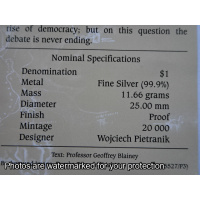 rise of democracy; but on this question the
debate is never ending.
Nominal Specifications
Denomination $1
Metal Fine Silver (99.9%)
Mass 11.66 grams
Diameter 25.00 mm
Finish Proof
Mintage 20 000
Designer Wojciech Pietranik
Text: Professor Geoffrey Blainey
Photos are watermarked for your protection